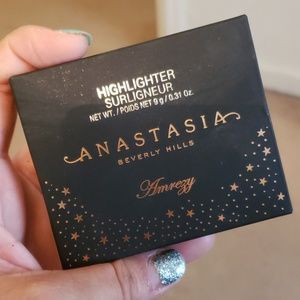 HIGHLIGHTER
SURLIGNEUR
NET WT. / POIDS NET 9 g / 0.31 Oz.
ANASTASIA
BEVERLY HILLS
Amrezy